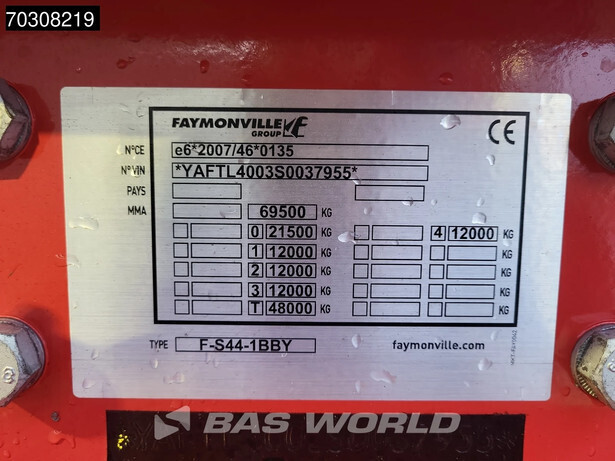 70308219
FAYMONVILLE
GROUP
CE
N°CE e6*2007/46*0135
N°VIN *YAFTL4003S0037955*
PAYS
MMA 69500 KG
0 21500 KG 4 12000 KG
1 12000 KG KG
2 12000 KG KG
3 12000 KG KG
T 48000 KG KG
TYPE F-S44-1BBY faymonville.com
BAS WORLD